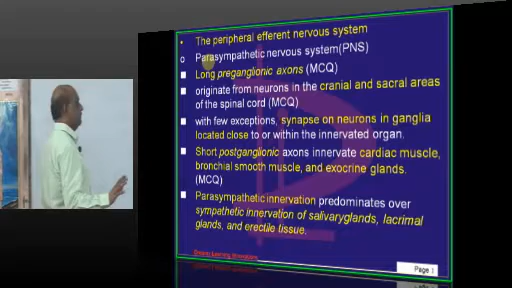 The peripheral efferent nervous system
Parasympathetic nervous system(PNS)
Long preganglionic axons (MCQ)
originate from neurons in the cranial and sacral areas
of the spinal cord (MCQ)
with few exceptions, synapse on neurons in ganglia
located close to or within the innervated organ.
Short postganglionic axons innervate cardiac muscle,
bronchial smooth muscle, and exocrine glands.
(MCQ)
Parasympathetic innervation predominates over
sympathetic innervation of salivaryglands, lacrimal
glands, and erectile tissue.
Page 1